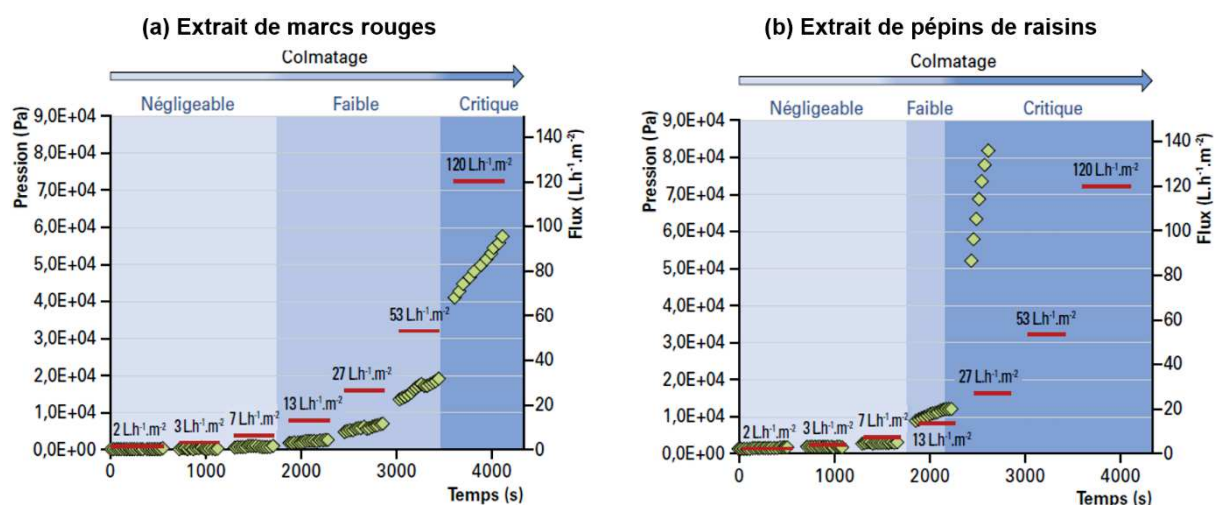 (a) Extrait de marcs rouges
Colmatage
Négligeable Faible Critique
Pression (Pa)
9,0E+04
8,0E+04
7,0E+04
6,0E+04
5,0E+04
4,0E+04
3,0E+04
2,0E+04
1,0E+04
0,0E+00
2 L.h⁻¹.m⁻²
3 L.h⁻¹.m⁻²
7 L.h⁻¹.m⁻²
13 L.h⁻¹.m⁻²
27 L.h⁻¹.m⁻²
53 L.h⁻¹.m⁻²
120 L.h⁻¹.m⁻²
140
120
100
80
60
40
20
0
Flux (L.h⁻¹.m⁻²)
0 1000 2000 3000 4000
Temps (s)
(b) Extrait de pépins de raisins
Colmatage
Négligeable Faible Critique
Pression (Pa)
9,0E+04
8,0E+04
7,0E+04
6,0E+04
5,0E+04
4,0E+04
3,0E+04
2,0E+04
1,0E+04
0,0E+00
2 L.h⁻¹.m⁻²
3 L.h⁻¹.m⁻²
7 L.h⁻¹.m⁻²
13 L.h⁻¹.m⁻²
27 L.h⁻¹.m⁻²
53 L.h⁻¹.m⁻²
120 L.h⁻¹.m⁻²
140
120
100
80
60
40
20
0
Flux (L.h⁻¹.m⁻²)
0 1000 2000 3000 4000
Temps (s)